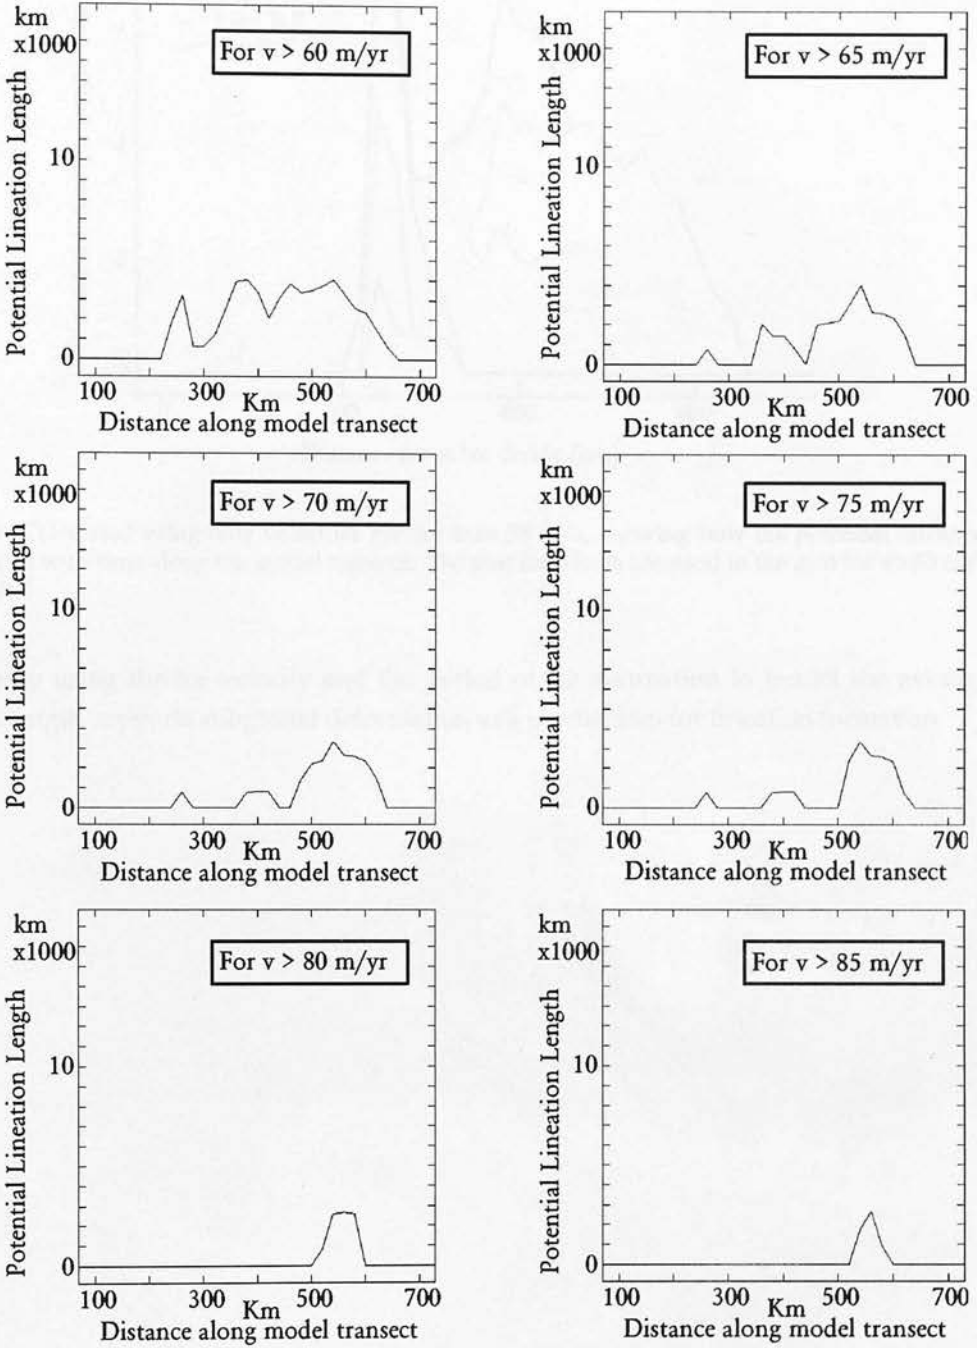 km
x1000
For v > 60 m/yr
Potential Lineation Length
10
0
100 300 500 700
Km
Distance along model transect
km
x1000
For v > 65 m/yr
Potential Lineation Length
10
0
100 300 500 700
Km
Distance along model transect
km
x1000
For v > 70 m/yr
Potential Lineation Length
10
0
100 300 500 700
Km
Distance along model transect
km
x1000
For v > 75 m/yr
Potential Lineation Length
10
0
100 300 500 700
Km
Distance along model transect
km
x1000
For v > 80 m/yr
Potential Lineation Length
10
0
100 300 500 700
Km
Distance along model transect
km
x1000
For v > 85 m/yr
Potential Lineation Length
10
0
100 300 500 700
Km
Distance along model transect